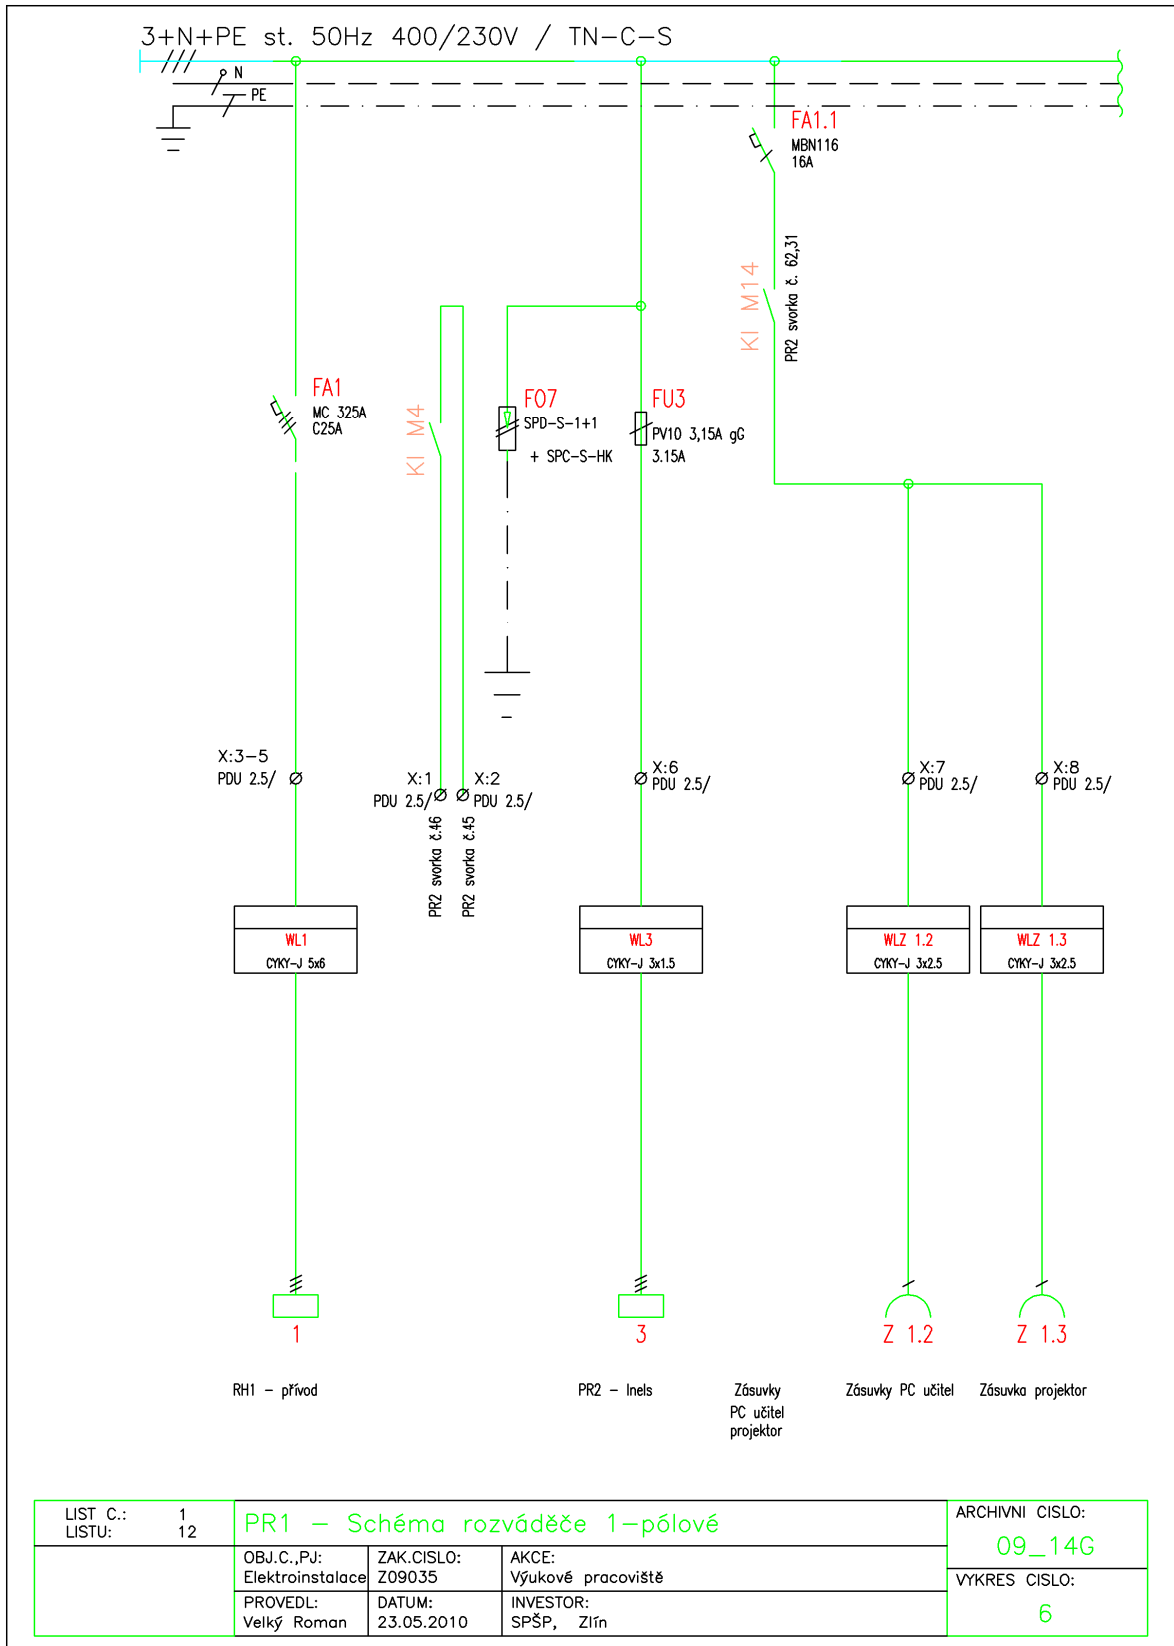 3+N+PE st. 50Hz 400/230V / TN-C-S
N
PE
FA1.1
MBN116
16A
PR2 svorka č. 62,31
KI M14
FA1
MC 325A
C25A
KI M4
FO7
SPD-S-1+1
+ SPC-S-HK
FU3
PV10 3,15A gG
3.15A
X:3-5
PDU 2.5/
X:1
PDU 2.5/
X:2
PDU 2.5/
X:6
PDU 2.5/
X:7
PDU 2.5/
X:8
PDU 2.5/
PR2 svorka č.46
PR2 svorka č.45
WL1
CYKY-J 5x6
WL3
CYKY-J 3x1.5
WLZ 1.2
CYKY-J 3x2.5
WLZ 1.3
CYKY-J 3x2.5
1
3
Z 1.2
Z 1.3
RH1 - přívod
PR2 - Inels
Zásuvky
PC učitel
projektor
Zásuvky PC učitel
Zásuvka projektor
LIST C.: 1
LISTU: 12
PR1 - Schéma rozváděče 1-pólové
ARCHIVNI CISLO:
09_14G
OBJ.C.,PJ:
Elektroinstalace
ZAK.CISLO:
Z09035
AKCE:
Výukové pracoviště
VYKRES CISLO:
6
PROVEDL:
Velký Roman
DATUM:
23.05.2010
INVESTOR:
SPŠP, Zlín